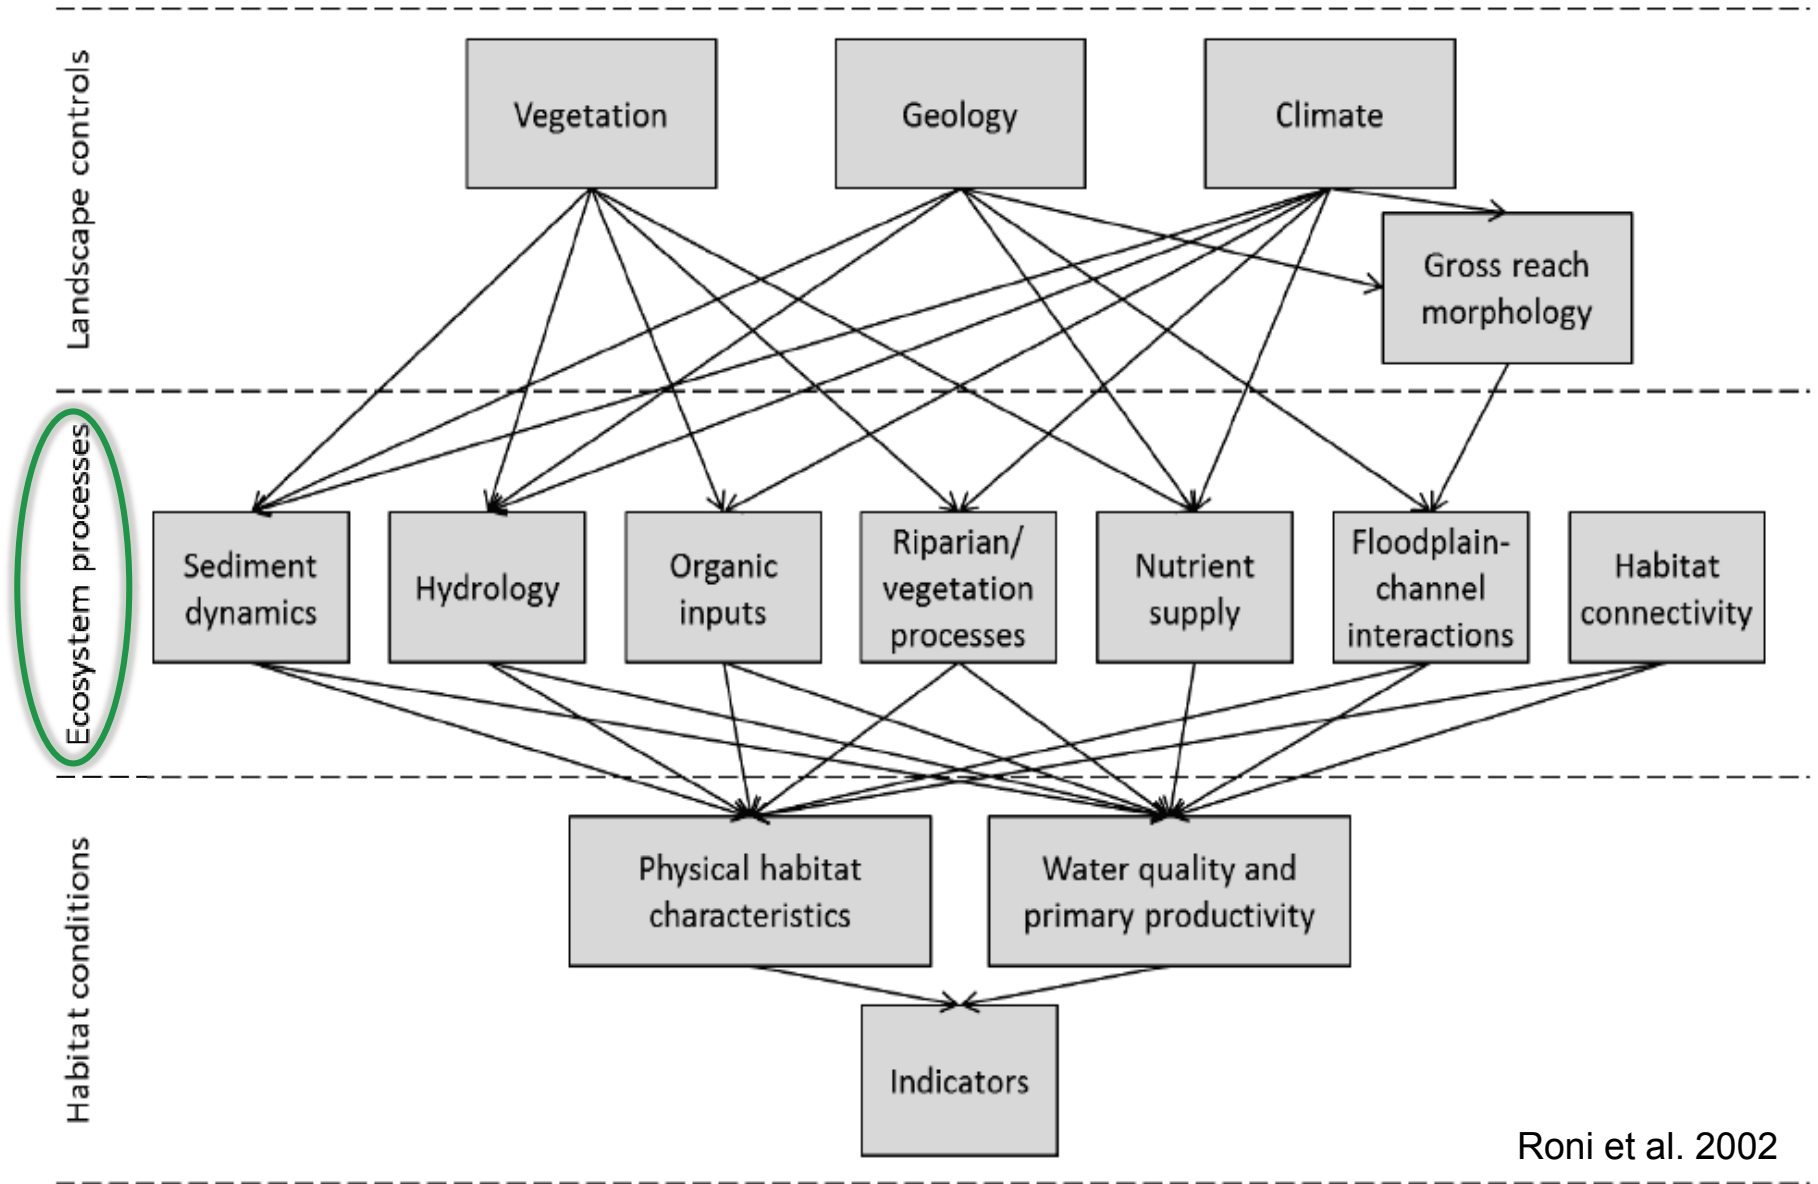 Landscape controls
Vegetation
Geology
Climate
Gross reach
morphology
Ecosystem processes
Sediment
dynamics
Hydrology
Organic
inputs
Riparian/
vegetation
processes
Nutrient
supply
Floodplain-
channel
interactions
Habitat
connectivity
Habitat conditions
Physical habitat
characteristics
Water quality and
primary productivity
Indicators
Roni et al. 2002